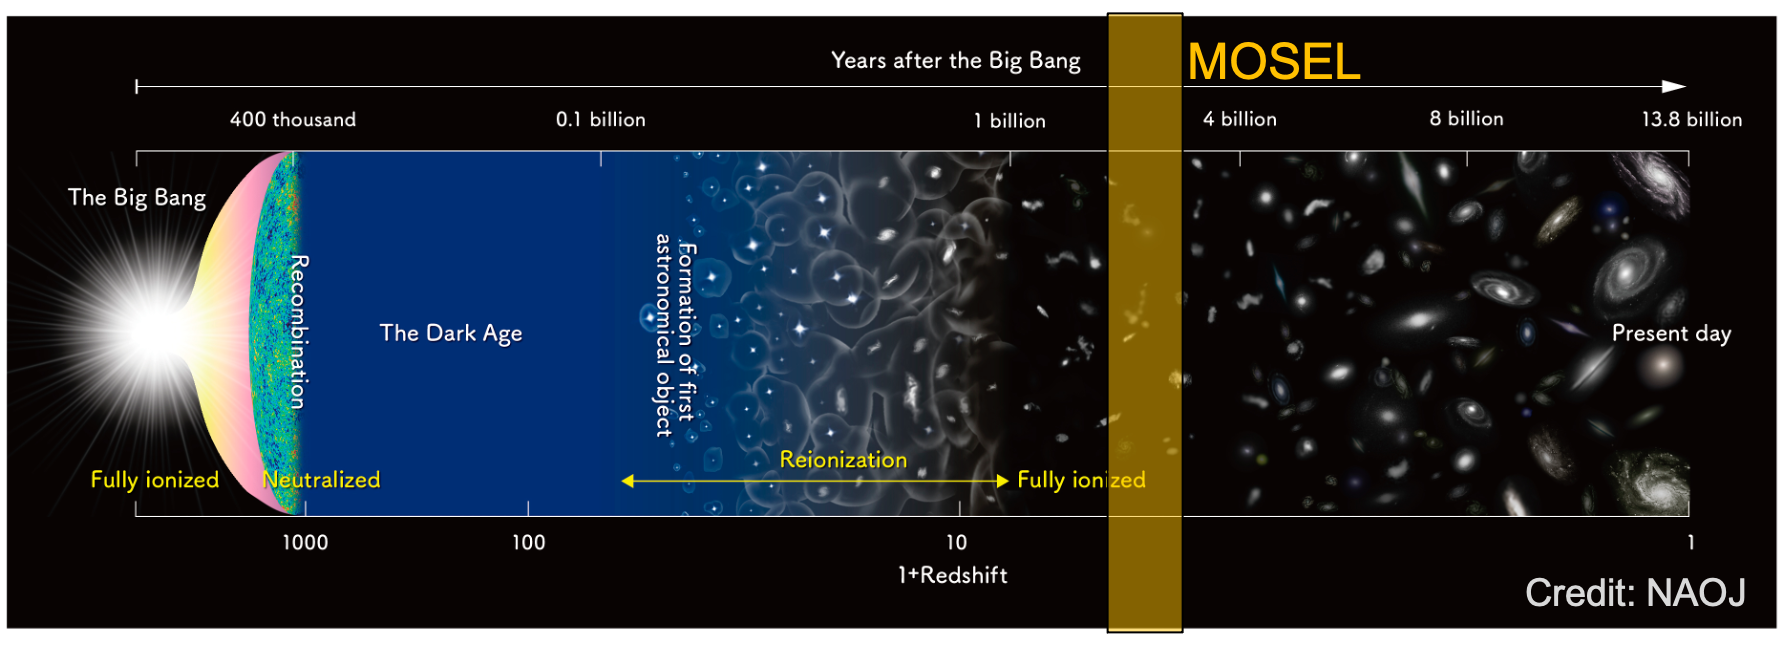 MOSEL
Years after the Big Bang
400 thousand
0.1 billion
1 billion
4 billion
8 billion
13.8 billion
The Big Bang
Recombination
The Dark Age
Formation of first
astronomical object
Present day
Reionization
Fully ionized
Neutralized
Fully ionized
1000
100
10
1
1+Redshift
Credit: NAOJ